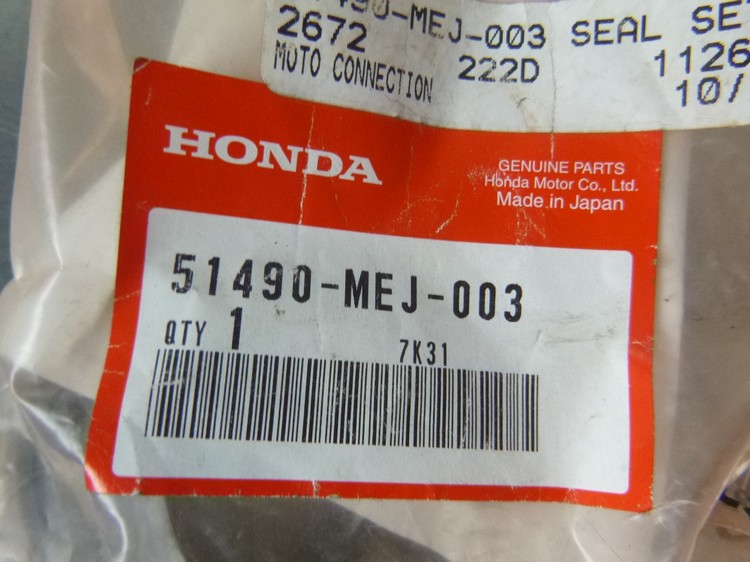 490-MEJ-003 SEAL SE
2672 222D 1126
MOTO CONNECTION 10/
HONDA
GENUINE PARTS
Honda Motor Co., Ltd.
Made in Japan
51490-MEJ-003
QTY 1 7K31